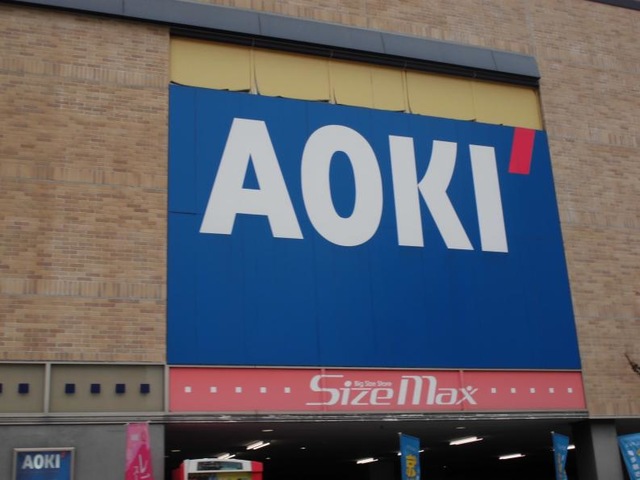 AOKI'
Big Size Store
SizeMax
AOKI